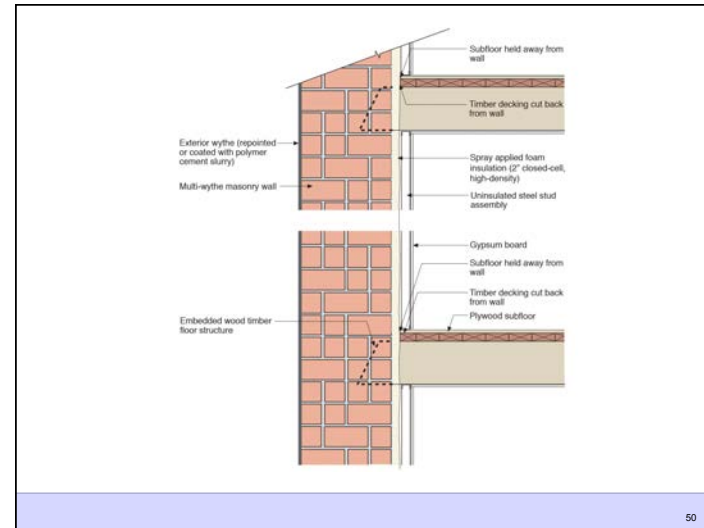 Subfloor held away from
wall
Timber decking cut back
from wall
Exterior wythe (repointed
or coated with polymer
cement slurry)
Multi-wythe masonry wall
Spray applied foam
insulation (2" closed-cell,
high-density)
Uninsulated steel stud
assembly
Gypsum board
Subfloor held away from
wall
Timber decking cut back
from wall
Plywood subfloor
Embedded wood timber
floor structure
50